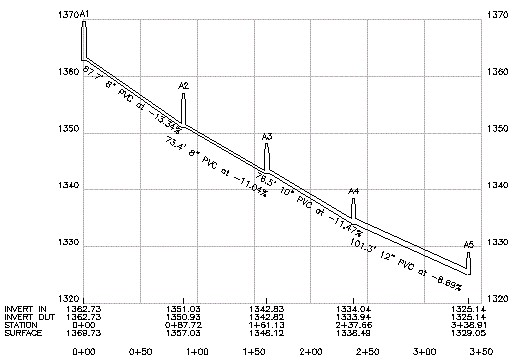 1370 A1 1370
1360 1360
87.7' 8" PVC at -13.34%
A2
1350 1350
73.4' 8" PVC at -11.04%
A3
1340 1340
76.5' 10" PVC at -11.47%
A4
1330 1330
101.3' 12" PVC at -8.69%
A5
1320 1320
INVERT IN 1362.73 1351.03 1342.83 1334.04 1325.14
INVERT OUT 1362.73 1350.93 1342.82 1333.94 1325.14
STATION 0+00 0+87.72 1+61.13 2+37.66 3+38.91
SURFACE 1369.73 1357.03 1348.12 1338.48 1329.05
0+00 0+50 1+00 1+50 2+00 2+50 3+00 3+50